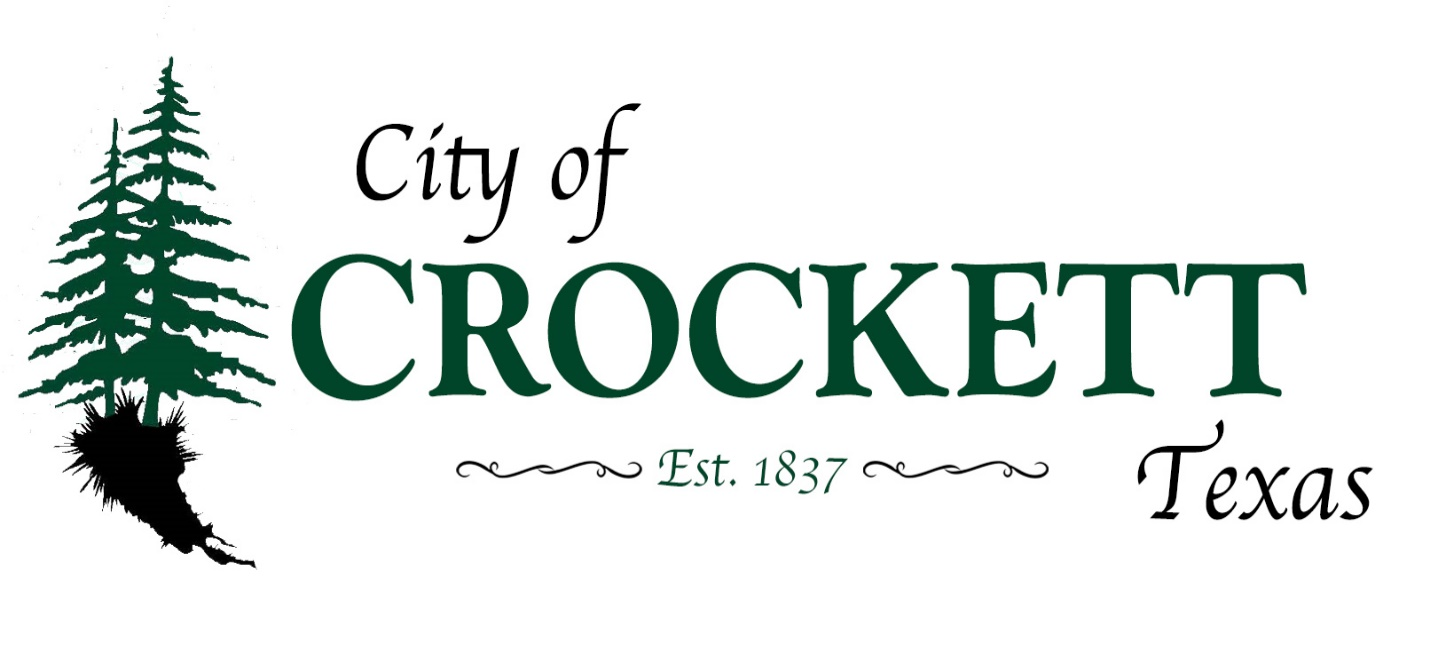 City of
CROCKETT
Est. 1837
Texas